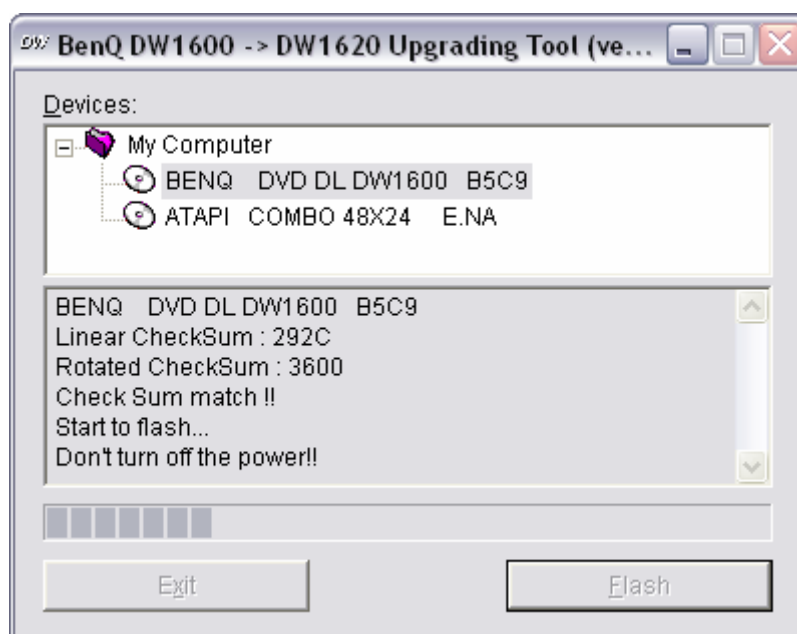 DW BenQ DW1600 -> DW1620 Upgrading Tool (ve...
Devices:
My Computer
BENQ DVD DL DW1600 B5C9
ATAPI COMBO 48X24 E.NA
BENQ DVD DL DW1600 B5C9
Linear CheckSum : 292C
Rotated CheckSum : 3600
Check Sum match !!
Start to flash...
Don't turn off the power!!
Exit
Flash